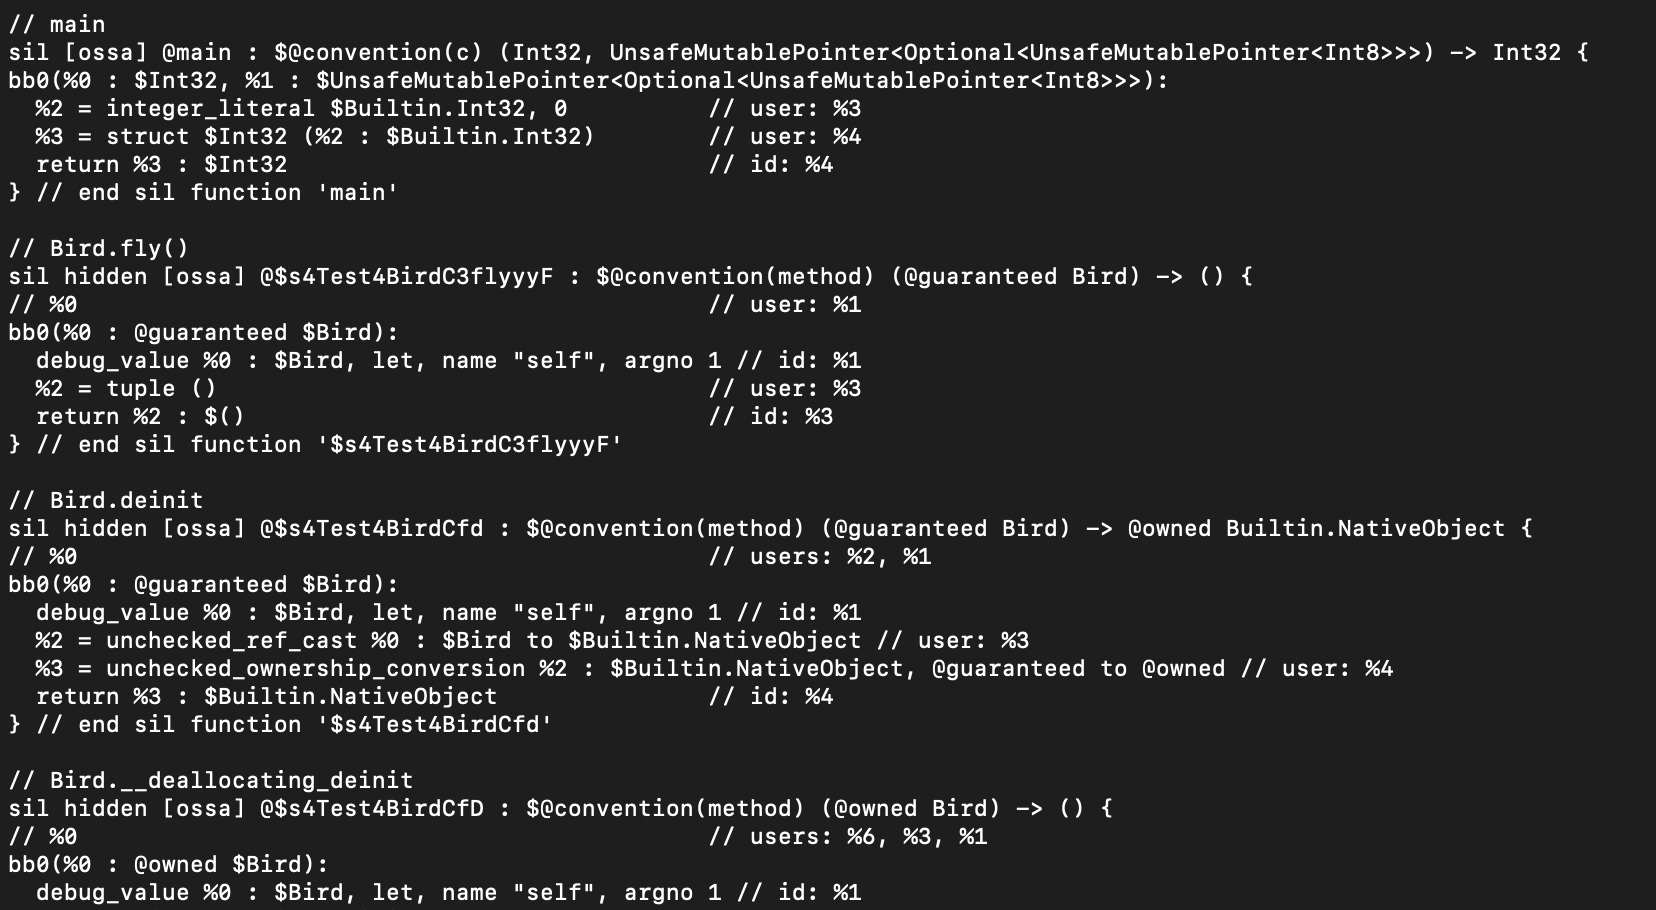 // main
sil [ossa] @main : $@convention(c) (Int32, UnsafeMutablePointer<Optional<UnsafeMutablePointer<Int8>>>) -> Int32 {
bb0(%0 : $Int32, %1 : $UnsafeMutablePointer<Optional<UnsafeMutablePointer<Int8>>>):
  %2 = integer_literal $Builtin.Int32, 0          // user: %3
  %3 = struct $Int32 (%2 : $Builtin.Int32)        // user: %4
  return %3 : $Int32                              // id: %4
} // end sil function 'main'

// Bird.fly()
sil hidden [ossa] @$s4Test4BirdC3flyyyF : $@convention(method) (@guaranteed Bird) -> () {
// %0                                             // user: %1
bb0(%0 : @guaranteed $Bird):
  debug_value %0 : $Bird, let, name "self", argno 1 // id: %1
  %2 = tuple ()                                   // user: %3
  return %2 : $()                                 // id: %3
} // end sil function '$s4Test4BirdC3flyyyF'

// Bird.deinit
sil hidden [ossa] @$s4Test4BirdCfd : $@convention(method) (@guaranteed Bird) -> @owned Builtin.NativeObject {
// %0                                             // users: %2, %1
bb0(%0 : @guaranteed $Bird):
  debug_value %0 : $Bird, let, name "self", argno 1 // id: %1
  %2 = unchecked_ref_cast %0 : $Bird to $Builtin.NativeObject // user: %3
  %3 = unchecked_ownership_conversion %2 : $Builtin.NativeObject, @guaranteed to @owned // user: %4
  return %3 : $Builtin.NativeObject               // id: %4
} // end sil function '$s4Test4BirdCfd'

// Bird.__deallocating_deinit
sil hidden [ossa] @$s4Test4BirdCfD : $@convention(method) (@owned Bird) -> () {
// %0                                             // users: %6, %3, %1
bb0(%0 : @owned $Bird):
  debug_value %0 : $Bird, let, name "self", argno 1 // id: %1